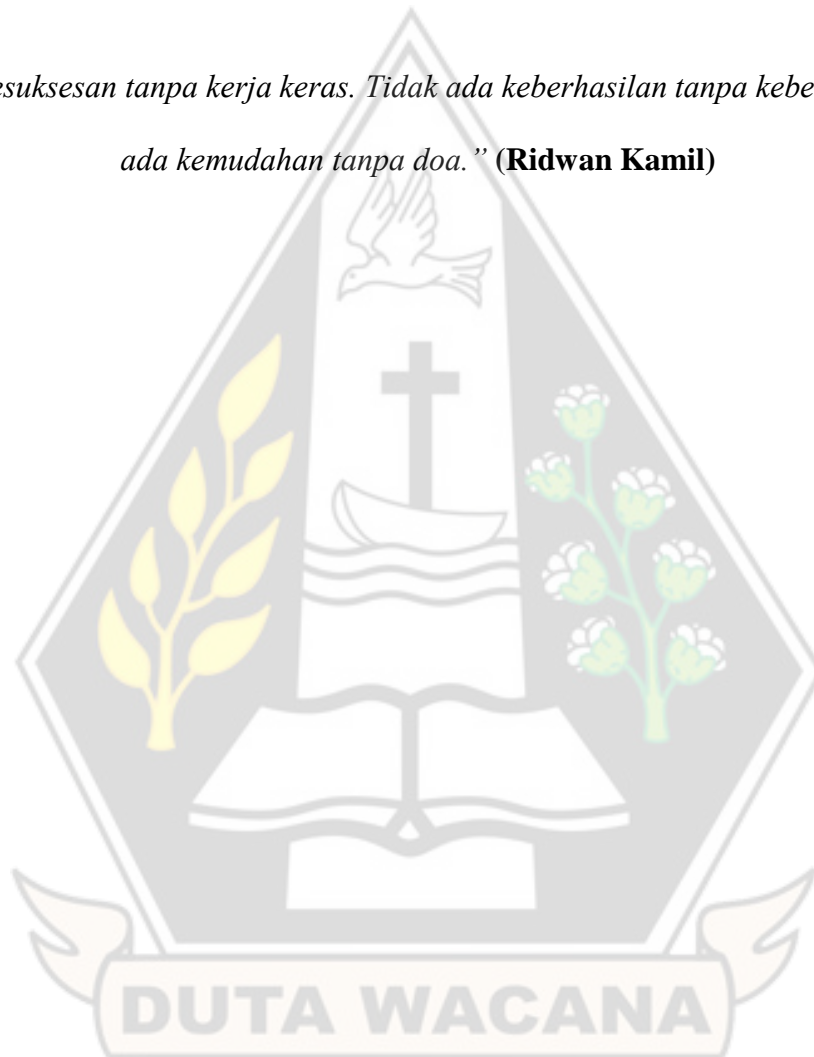 esuksesan tanpa kerja keras. Tidak ada keberhasilan tanpa kebe
ada kemudahan tanpa doa.” (Ridwan Kamil)
DUTA WACANA